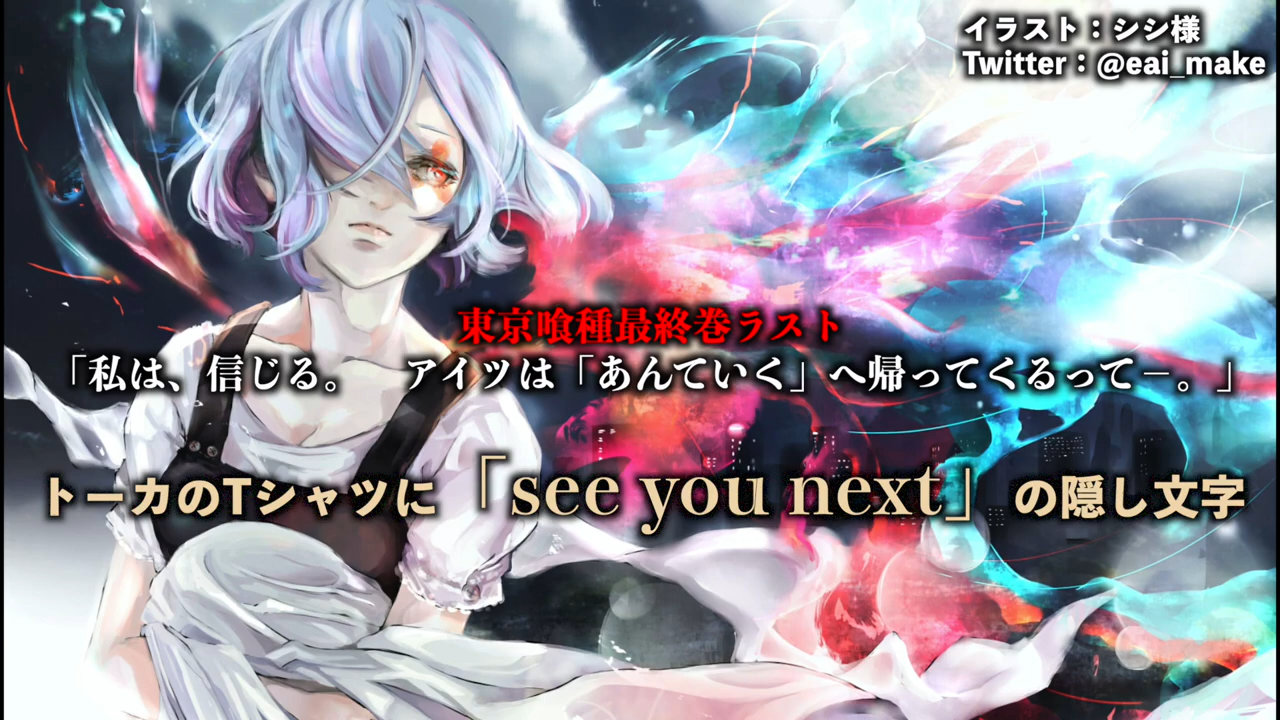 イラスト：シシ様
Twitter：@eai_make
東京喰種最終巻ラスト
「私は、信じる。　アイツは「あんていく」へ帰ってくるって－。」
トーカのTシャツに「see you next」の隠し文字